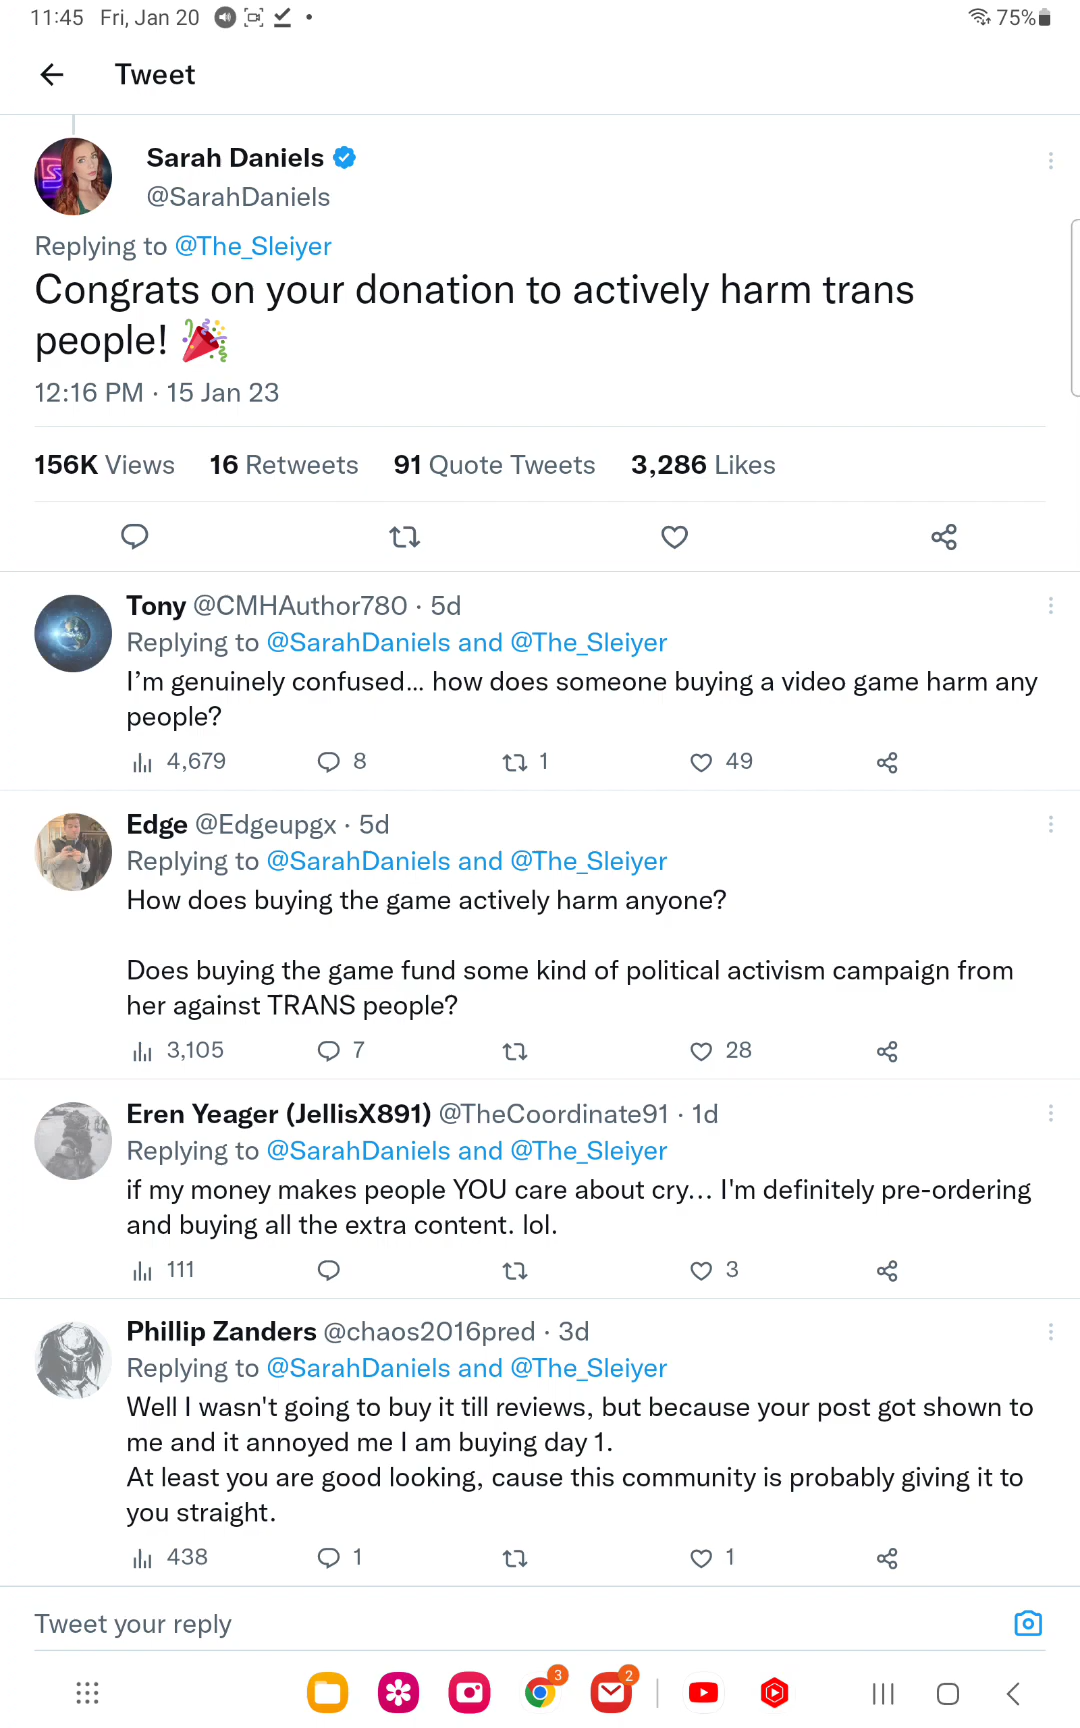 11:45 Fri, Jan 20
75%
Tweet
Sarah Daniels
@SarahDaniels
Replying to @The_Sleiyer
Congrats on your donation to actively harm trans
people! 🎉
12:16 PM · 15 Jan 23
156K Views 16 Retweets 91 Quote Tweets 3,286 Likes
Tony @CMHAuthor780 · 5d
Replying to @SarahDaniels and @The_Sleiyer
I’m genuinely confused... how does someone buying a video game harm any
people?
4,679 8 1 49
Edge @Edgeupgx · 5d
Replying to @SarahDaniels and @The_Sleiyer
How does buying the game actively harm anyone?
Does buying the game fund some kind of political activism campaign from
her against TRANS people?
3,105 7 28
Eren Yeager (JellisX891) @TheCoordinate91 · 1d
Replying to @SarahDaniels and @The_Sleiyer
if my money makes people YOU care about cry... I'm definitely pre-ordering
and buying all the extra content. lol.
111 3
Phillip Zanders @chaos2016pred · 3d
Replying to @SarahDaniels and @The_Sleiyer
Well I wasn't going to buy it till reviews, but because your post got shown to
me and it annoyed me I am buying day 1.
At least you are good looking, cause this community is probably giving it to
you straight.
438 1 1
Tweet your reply
3 2